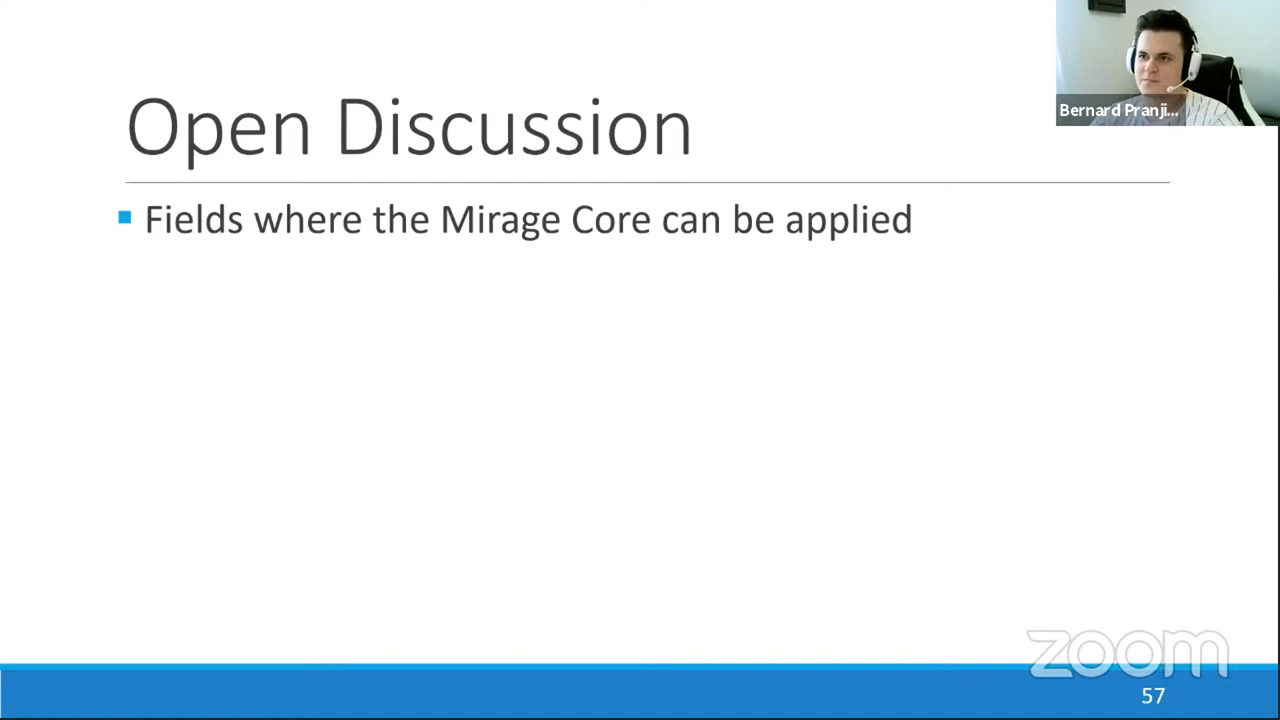 Bernard Pranji...
Open Discussion
Fields where the Mirage Core can be applied
zoom
57